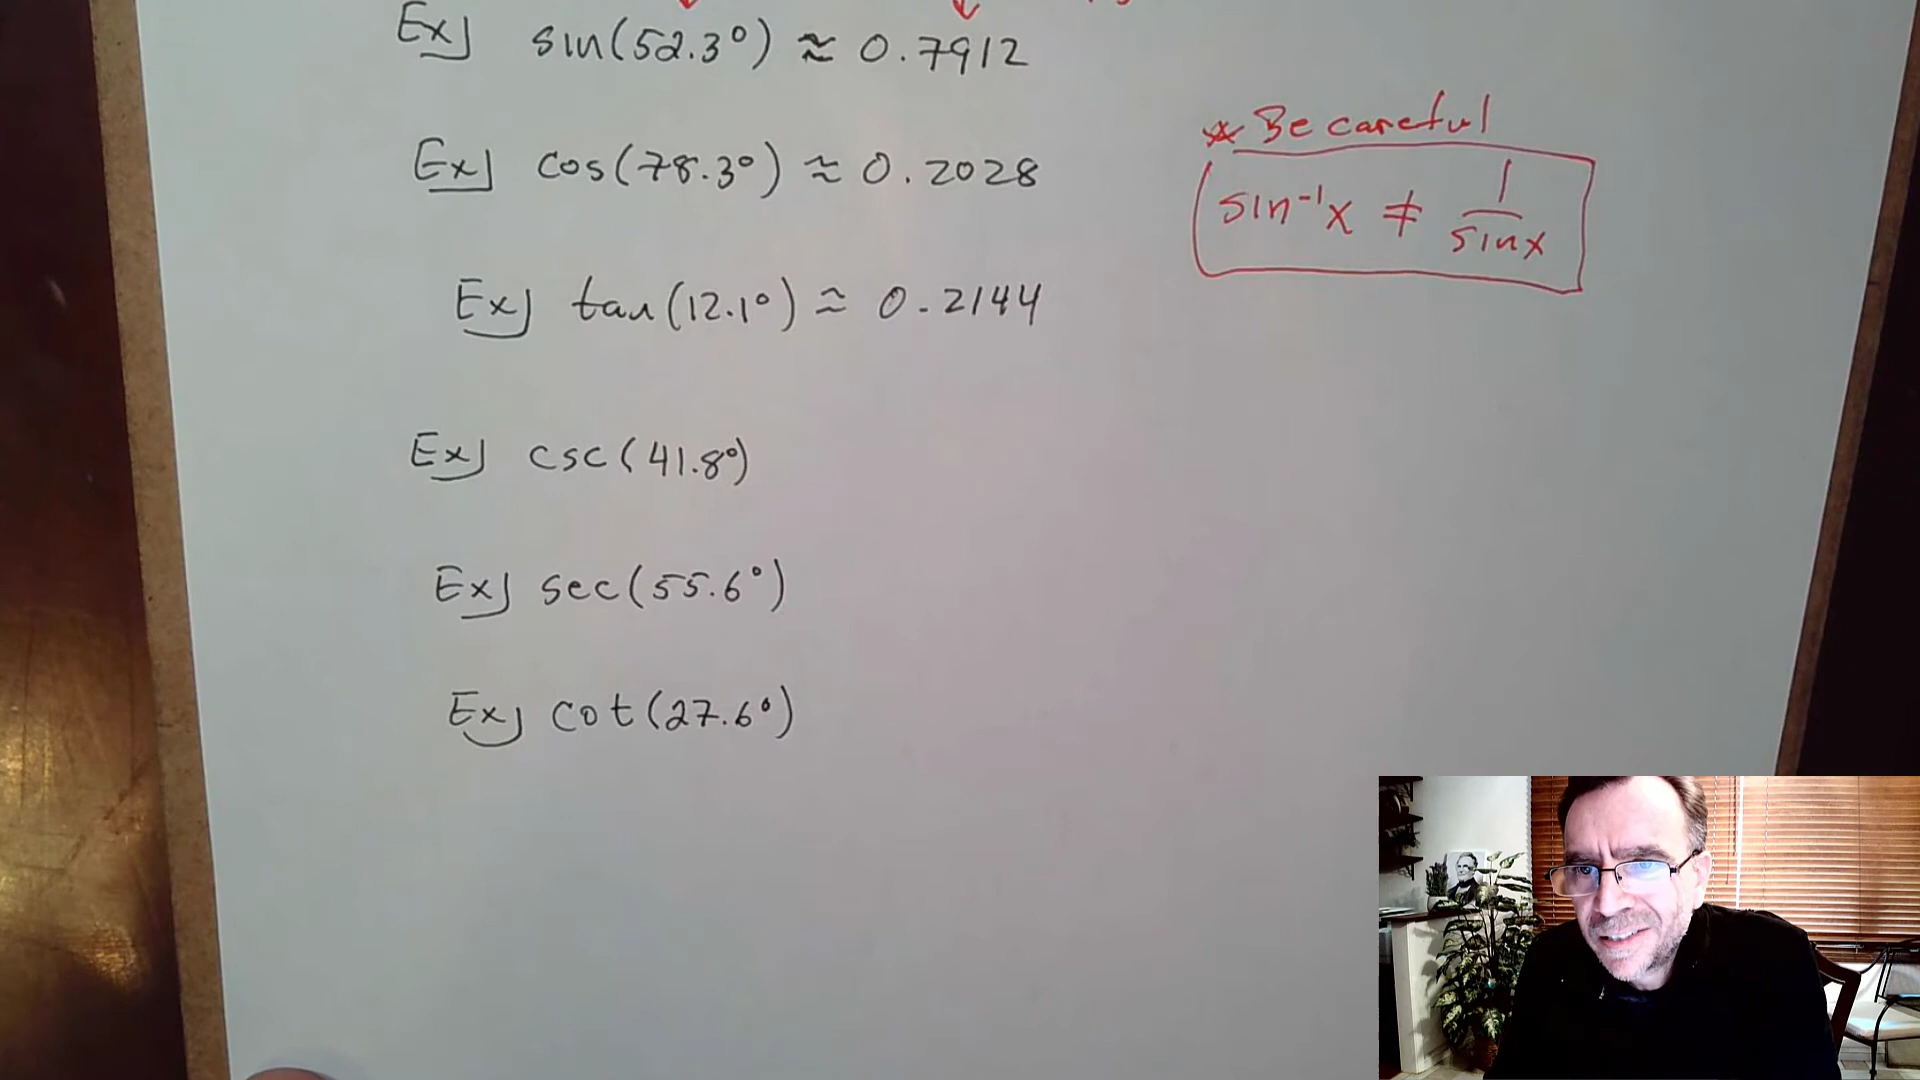 Ex] sin(52.3°) ≈ 0.7912
Ex] cos(78.3°) ≈ 0.2028
Ex] tan(12.1°) ≈ 0.2144
Ex] csc(41.8°)
Ex] sec(55.6°)
Ex] cot(27.6°)
* Be careful
sin⁻¹x ≠ 1/sinx